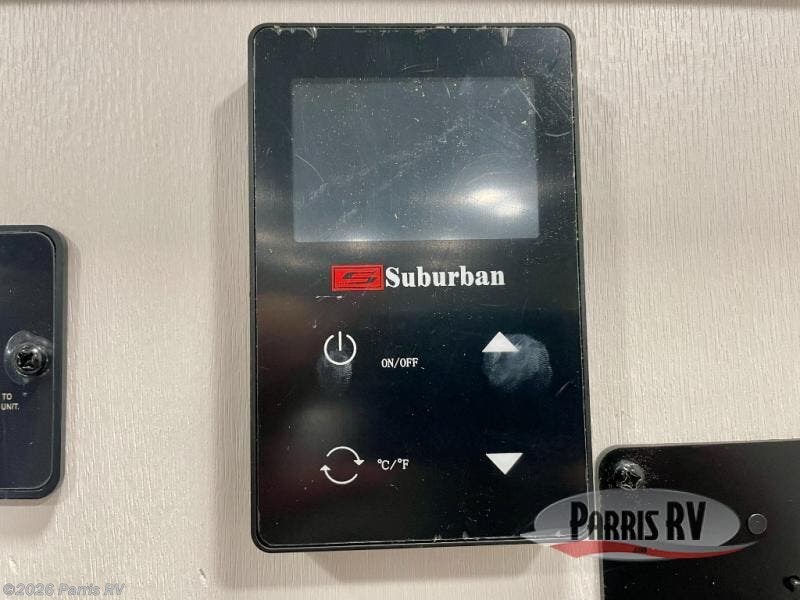 Suburban
ON/OFF
°C/°F
TO
UNIT.
PARRIS RV
©2026 Parris RV